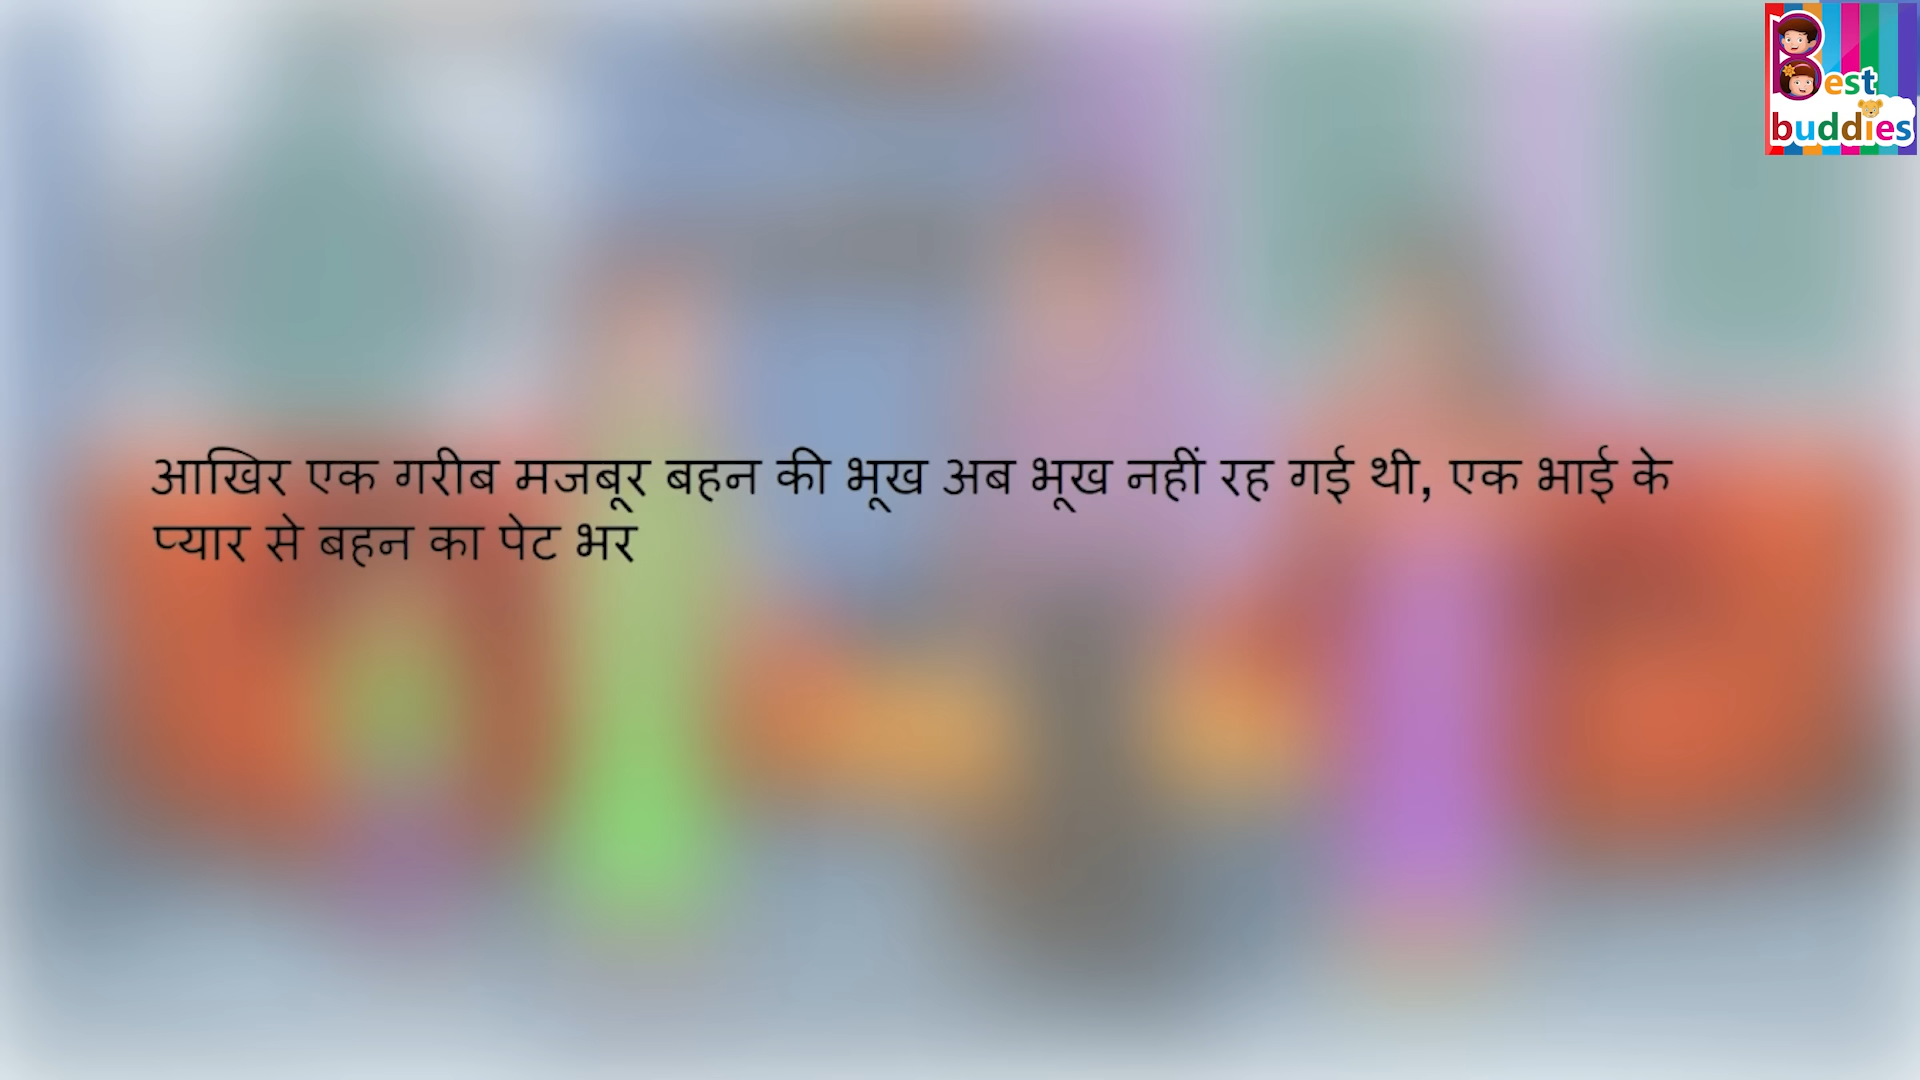 Best
buddies
आखिर एक गरीब मजबूर बहन की भूख अब भूख नहीं रह गई थी, एक भाई के
प्यार से बहन का पेट भर